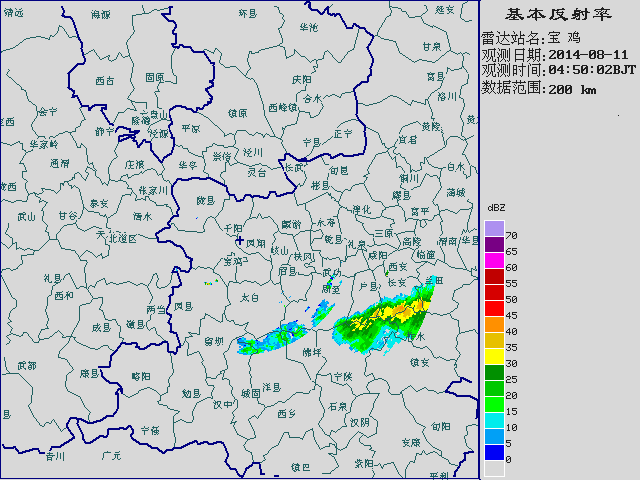 基本反射率
雷达站名:宝 鸡
观测日期:2014-08-11
观测时间:04:50:02BJT
数据范围:200 km
dBZ
70
65
60
55
50
45
40
35
30
25
20
15
10
5
0
靖远 海源 环县 华池 延安
甘泉
西吉 固原 庆阳 富县
合水 洛川
会宁 镇原 西峰镇
静宁 隆德 泾源 平凉 正宁 黄陵
华家岭 宁县 宜君
通渭 庄浪 华亭 崇信 泾川
灵台 长武 旬邑 白水
张家川 彬县 铜川
秦安 陇县 耀县 蒲城
武山 甘谷 清水 淳化 富平
天水 北道区 千阳 麟游 永寿
凤翔 岐山 扶风 乾县 礼泉 三原 高陵 渭南 华县
宝鸡 眉县 武功 咸阳 西安 临潼
礼县 周至 户县 长安 蓝田
西和 太白
两当 凤县
成县 徽县 留坝 佛坪 柞水
镇安
武都 康县 略阳 宁陕
勉县 城固 洋县
汉中 西乡 石泉 汉阴
宁强 旬阳
安康
青川 广元 镇巴 紫阳 平利